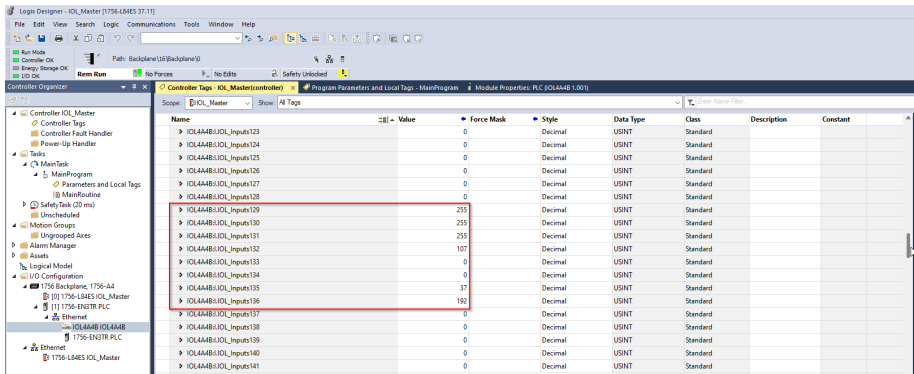 Logix Designer - IOL_Master [1756-L84ES 37.11]
File Edit View Search Logic Communications Tools Window Help
Run Mode
Controller OK
Energy Storage OK
I/O OK
Path: Backplane\16\Backplane\0
Rem Run No Forces No Edits Safety Unlocked
Controller Organizer
Controller Tags - IOL_Master(controller) Program Parameters and Local Tags - MainProgram Module Properties: PLC (IOL4A4B 1.001)
Scope: IOL_Master Show: All Tags Enter Name Filter...
Name Value Force Mask Style Data Type Class Description Constant
IOL4A4B:I.IOL_Inputs123 0 Decimal USINT Standard
IOL4A4B:I.IOL_Inputs124 0 Decimal USINT Standard
IOL4A4B:I.IOL_Inputs125 0 Decimal USINT Standard
IOL4A4B:I.IOL_Inputs126 0 Decimal USINT Standard
IOL4A4B:I.IOL_Inputs127 0 Decimal USINT Standard
IOL4A4B:I.IOL_Inputs128 0 Decimal USINT Standard
IOL4A4B:I.IOL_Inputs129 255 Decimal USINT Standard
IOL4A4B:I.IOL_Inputs130 255 Decimal USINT Standard
IOL4A4B:I.IOL_Inputs131 255 Decimal USINT Standard
IOL4A4B:I.IOL_Inputs132 107 Decimal USINT Standard
IOL4A4B:I.IOL_Inputs133 0 Decimal USINT Standard
IOL4A4B:I.IOL_Inputs134 0 Decimal USINT Standard
IOL4A4B:I.IOL_Inputs135 37 Decimal USINT Standard
IOL4A4B:I.IOL_Inputs136 192 Decimal USINT Standard
IOL4A4B:I.IOL_Inputs137 0 Decimal USINT Standard
IOL4A4B:I.IOL_Inputs138 0 Decimal USINT Standard
IOL4A4B:I.IOL_Inputs139 0 Decimal USINT Standard
IOL4A4B:I.IOL_Inputs140 0 Decimal USINT Standard
IOL4A4B:I.IOL_Inputs141 0 Decimal USINT Standard
Controller IOL_Master
Controller Tags
Controller Fault Handler
Power-Up Handler
Tasks
MainTask
MainProgram
Parameters and Local Tags
MainRoutine
SafetyTask (20 ms)
Unscheduled
Motion Groups
Ungrouped Axes
Alarm Manager
Assets
Logical Model
I/O Configuration
1756 Backplane, 1756-A4
[0] 1756-L84ES IOL_Master
[1] 1756-EN3TR PLC
Ethernet
IOL4A4B IOL4A4B
1756-EN3TR PLC
Ethernet
1756-L84ES IOL_Master